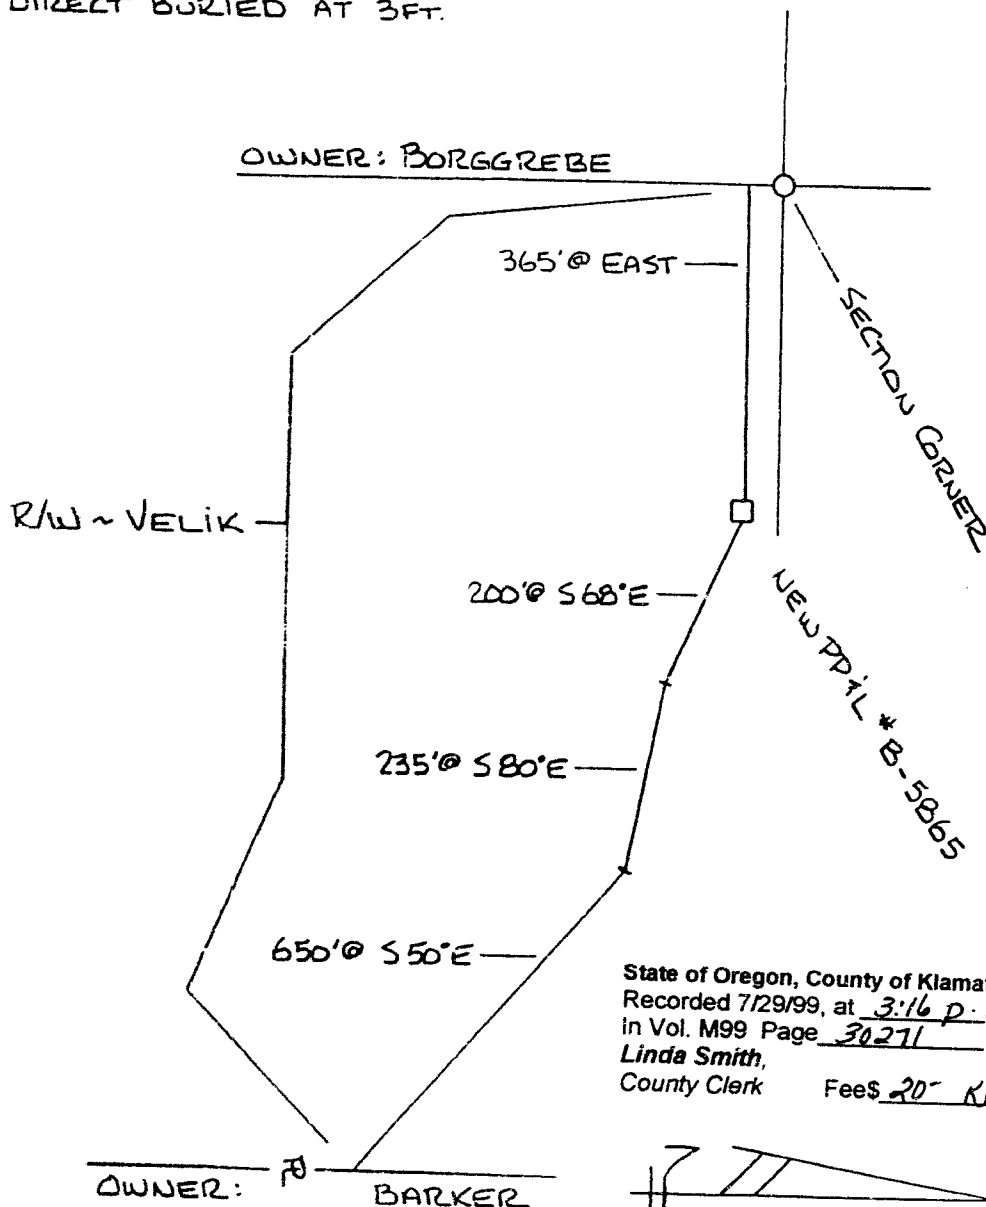 DIRECT BURIED AT 3FT.
OWNER: BORGGREBE
365'@ EAST
SECTION CORNER
R/W ~ VELIK
200'@ S68°E
NEW PP&L # B-5865
235'@ S80°E
650'@ S50°E
State of Oregon, County of Klama
Recorded 7/29/99, at 3:16 p.
in Vol. M99 Page 30271
Linda Smith,
County Clerk Fee$ 20-
OWNER: BARKER